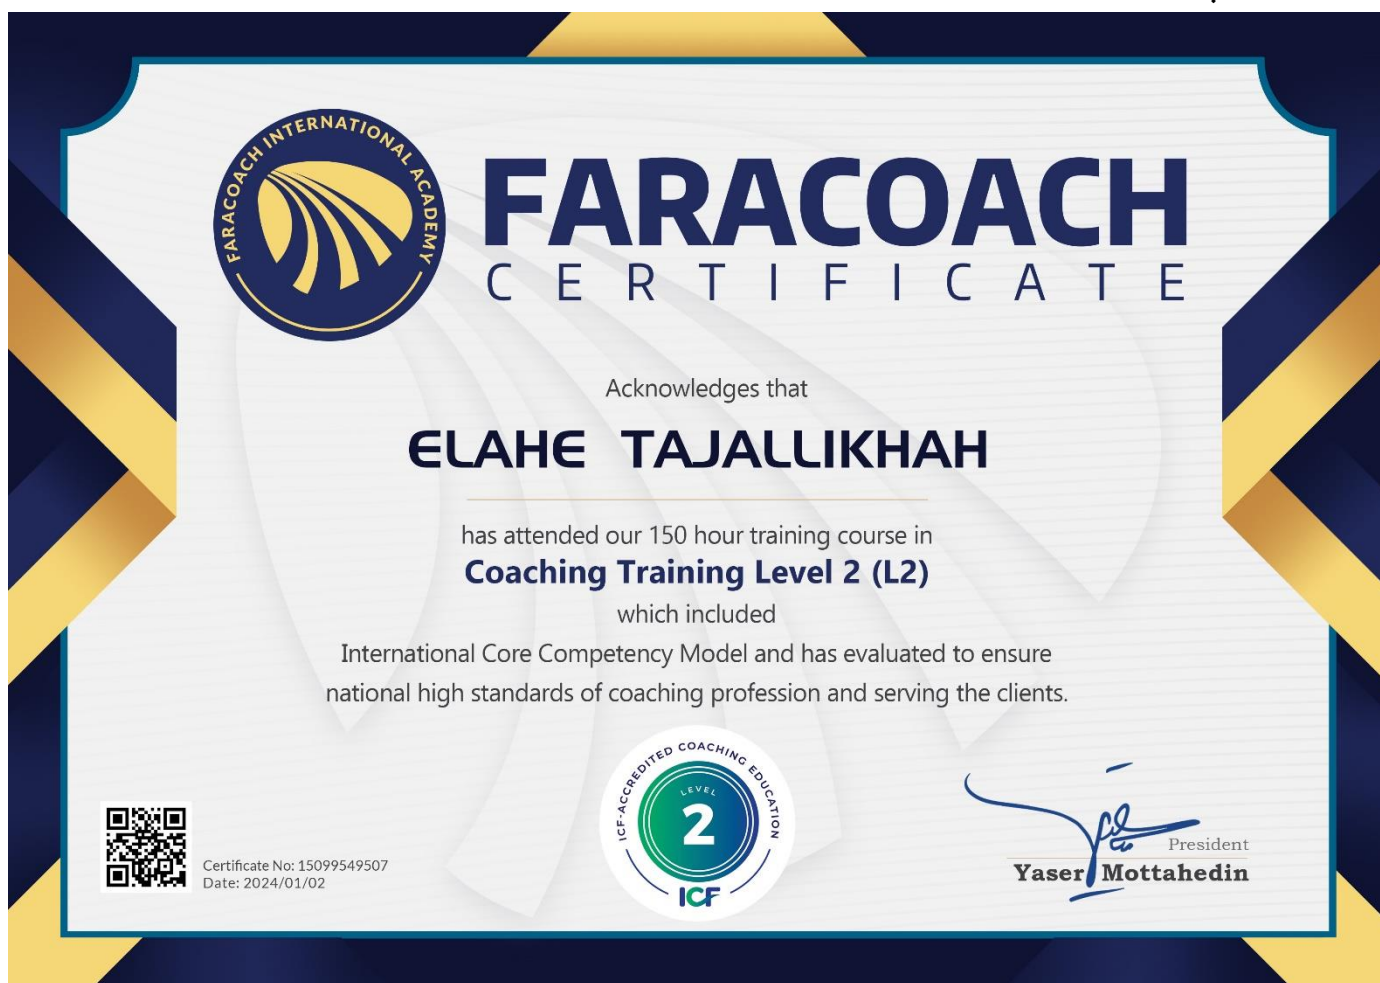 FARACOACH INTERNATIONAL ACADEMY
FARACOACH
CERTIFICATE
Acknowledges that
ELAHE TAJALLIKHAH
has attended our 150 hour training course in
Coaching Training Level 2 (L2)
which included
International Core Competency Model and has evaluated to ensure
national high standards of coaching profession and serving the clients.
ICF-ACCREDITED COACHING EDUCATION
LEVEL
2
ICF
Certificate No: 15099549507
Date: 2024/01/02
President
Yaser Mottahedin